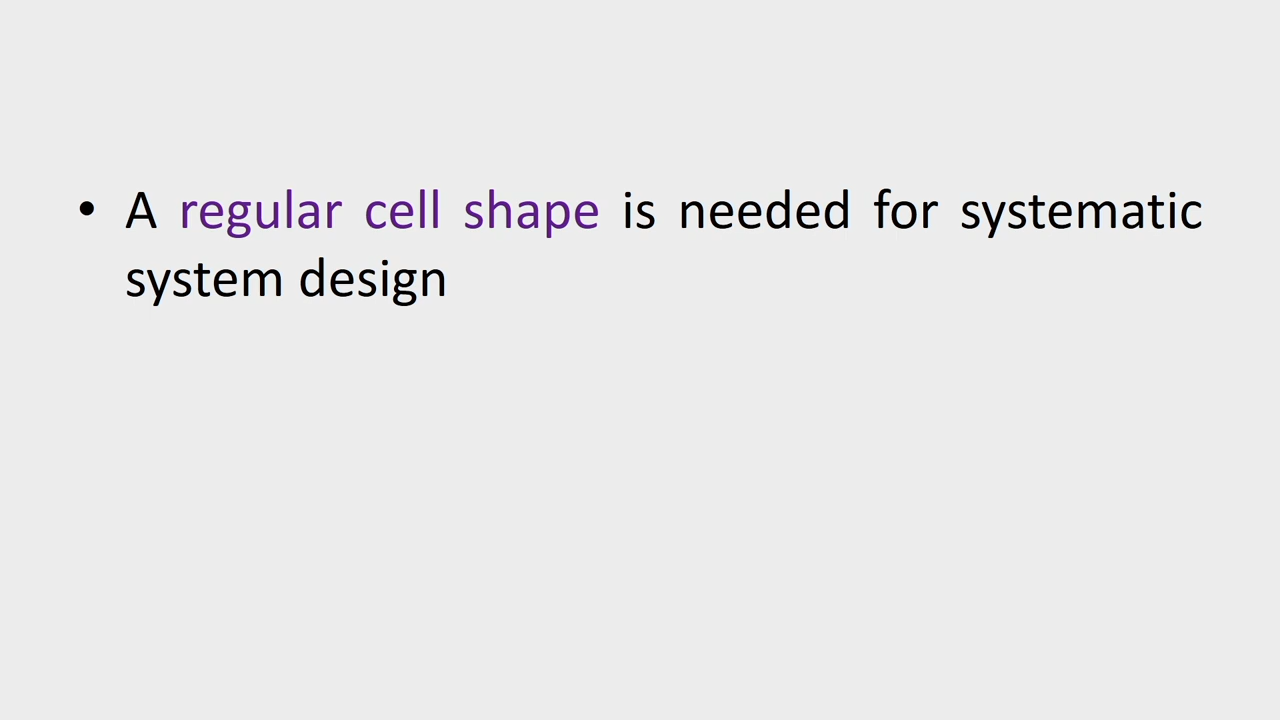 • A regular cell shape is needed for systematic
system design